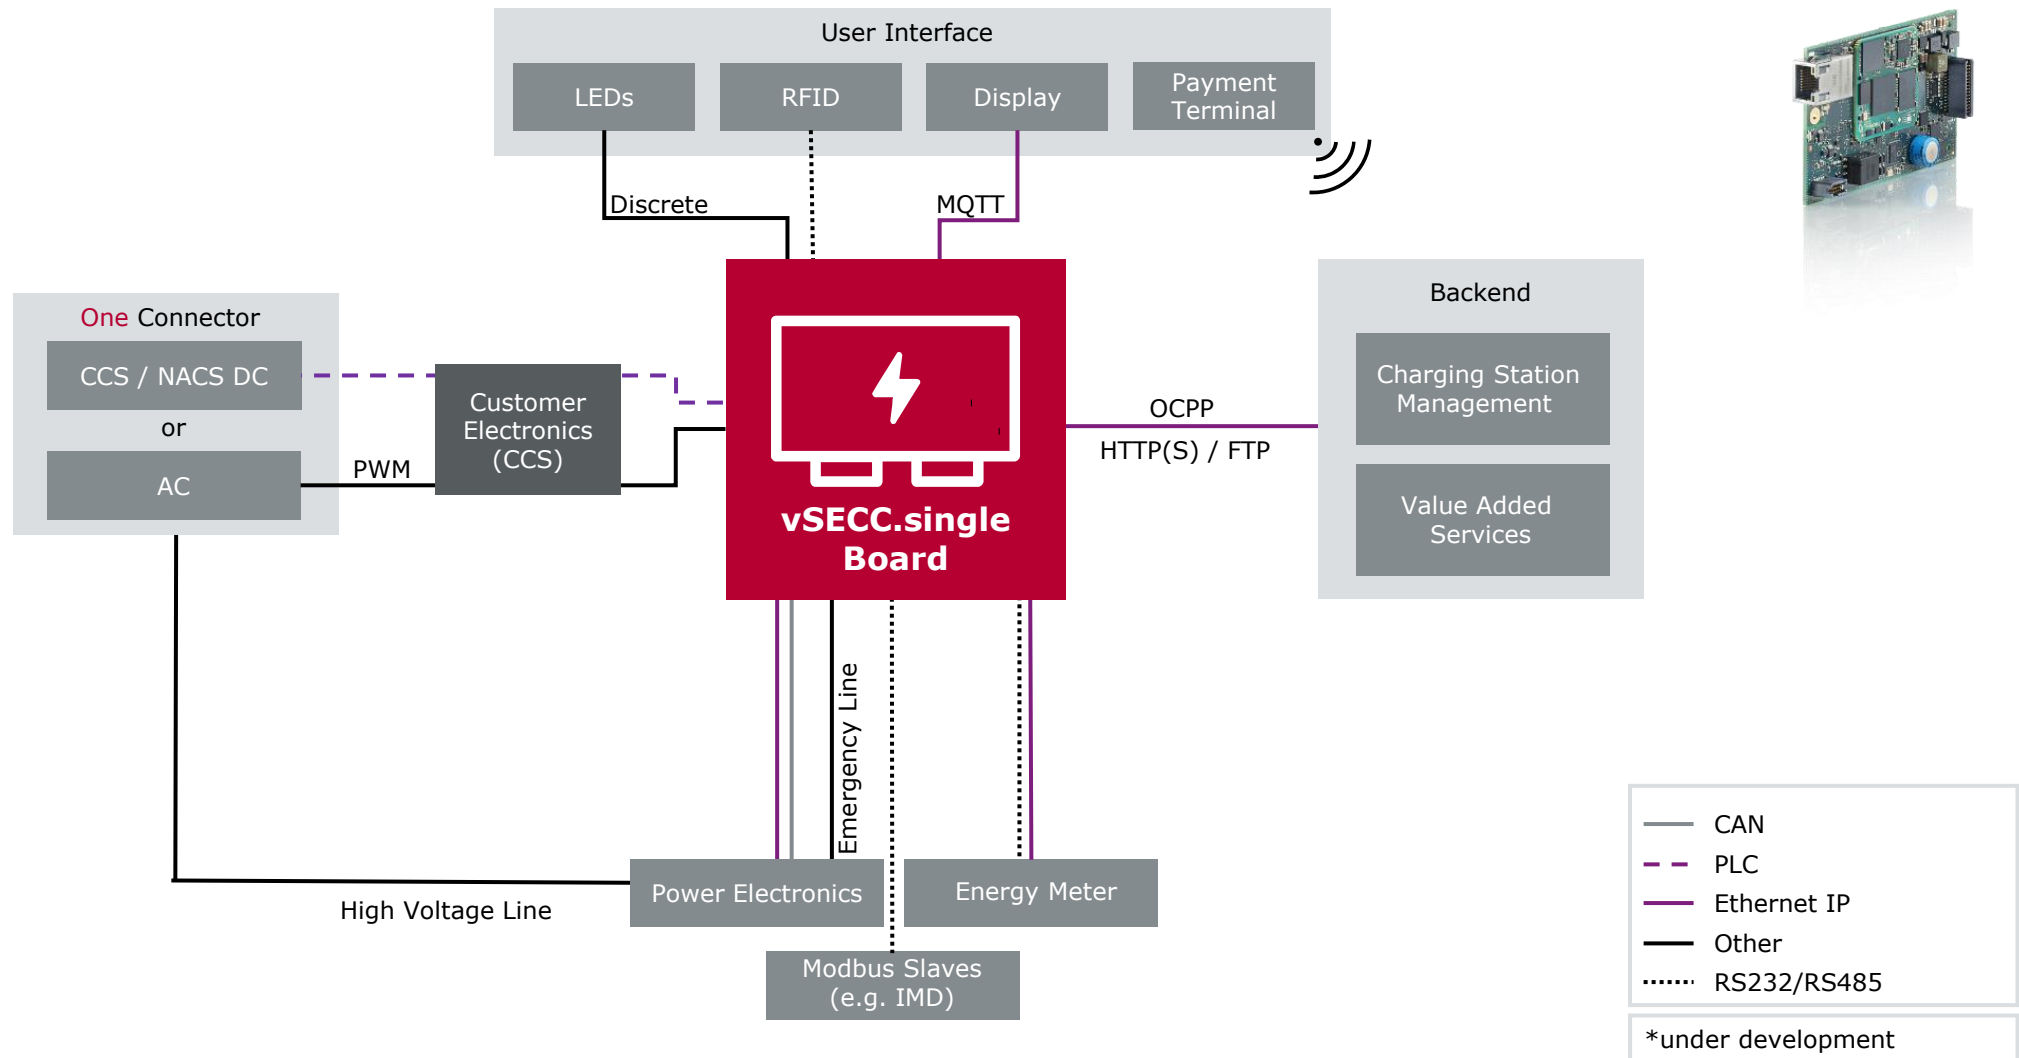 User Interface
LEDs
RFID
Display
Payment
Terminal
Discrete
MQTT
One Connector
CCS / NACS DC
or
AC
PWM
Customer
Electronics
(CCS)
vSECC.single
Board
OCPP
HTTP(S) / FTP
Backend
Charging Station
Management
Value Added
Services
Emergency Line
High Voltage Line
Power Electronics
Energy Meter
Modbus Slaves
(e.g. IMD)
CAN
PLC
Ethernet IP
Other
RS232/RS485
*under development